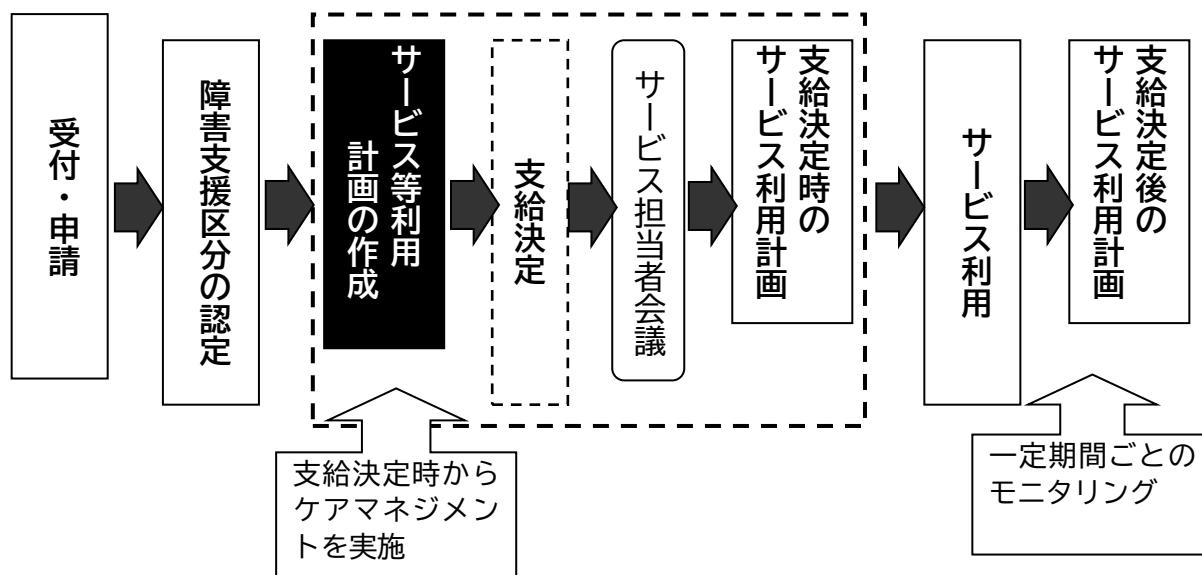 受付・申請
障害支援区分の認定
サービス等利用
計画の作成
支給決定
サービス担当者会議
支給決定時の
サービス利用計画
サービス利用
支給決定後の
サービス利用計画
支給決定時から
ケアマネジメン
トを実施
一定期間ごとの
モニタリング